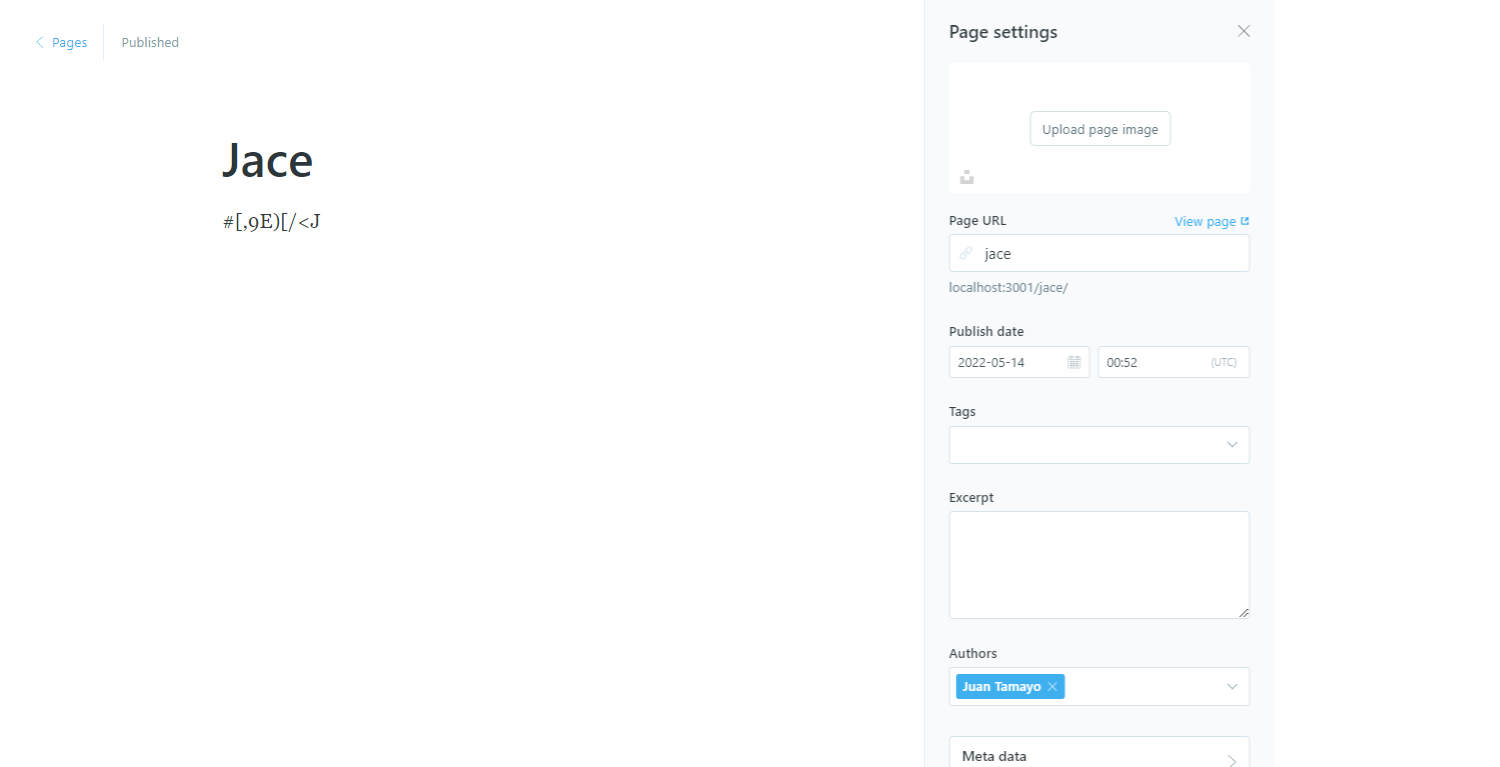 Pages
Published
Jace
#[,9E)[/<J
Page settings
Upload page image
Page URL
View page
jace
localhost:3001/jace/
Publish date
2022-05-14
00:52
(UTC)
Tags
Excerpt
Authors
Juan Tamayo
Meta data